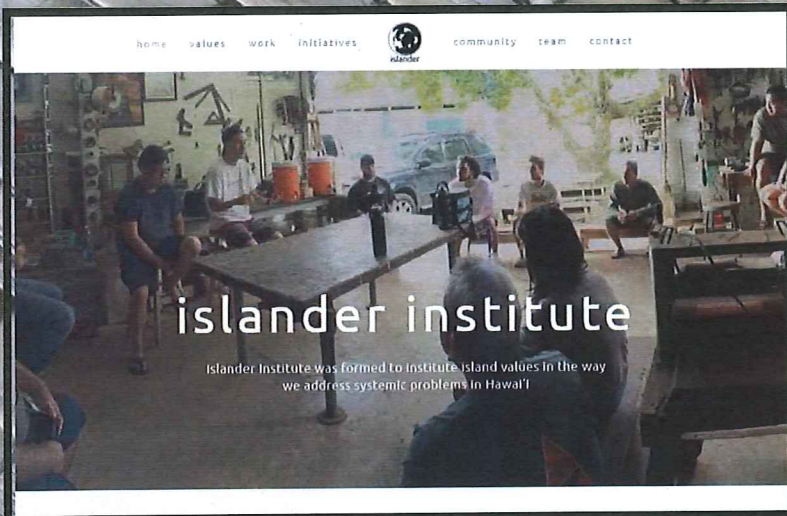 home values work initiatives islander community team contact
islander institute
Islander Institute was formed to institute island values in the way
we address systemic problems in Hawai'i